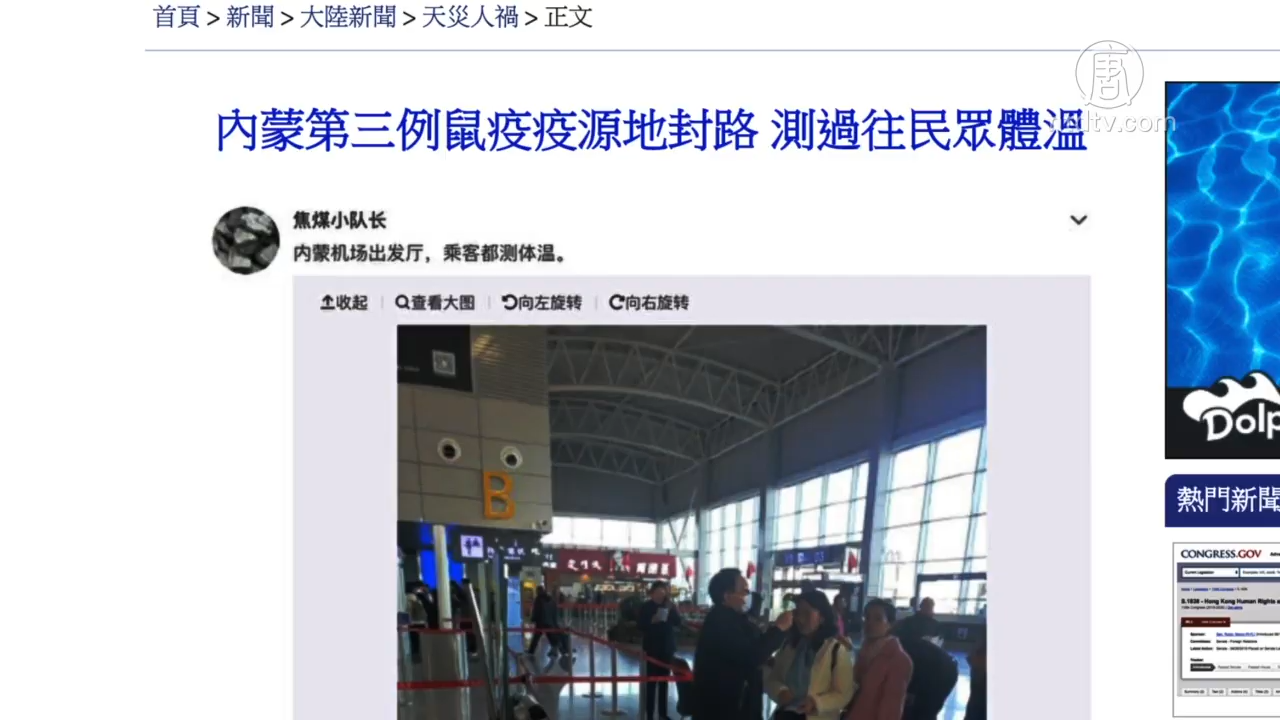 首頁 > 新聞 > 大陸新聞 > 天災人禍 > 正文
內蒙第三例鼠疫疫源地封路 測過往民眾體溫
唐
ntdtv.com
焦煤小队长
内蒙机场出发厅，乘客都测体温。
收起 查看大图 向左旋转 向右旋转
B
Dolp
熱門新聞
CONGRESS.GOV